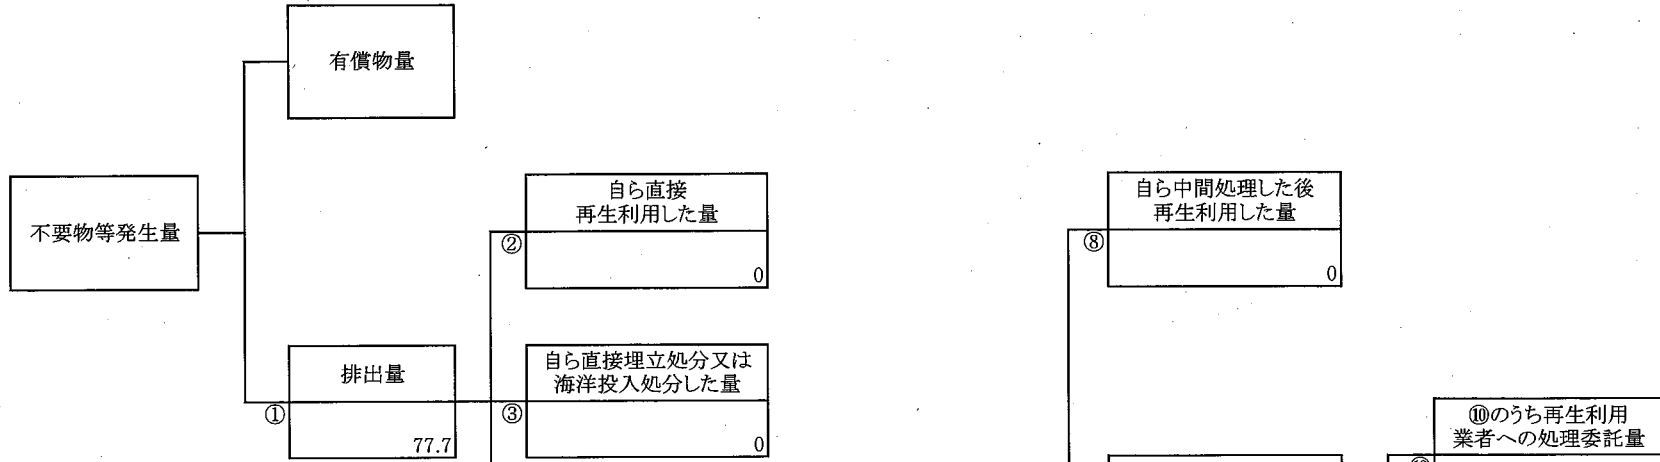 有償物量
不要物等発生量
自ら直接
再生利用した量
②
0
自ら中間処理した後
再生利用した量
⑧
0
排出量
①
77.7
自ら直接埋立処分又は
海洋投入処分した量
③
0
⑩のうち再生利用
業者への処理委託量